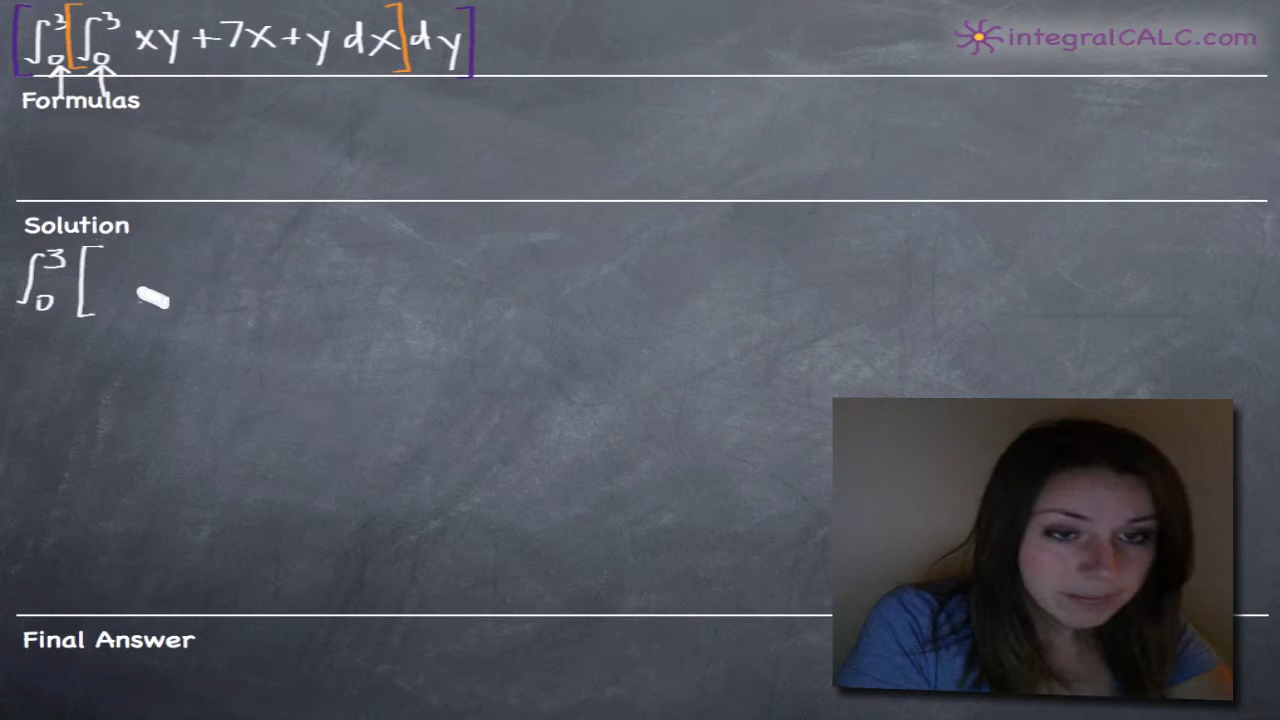 [∫₀³[∫₀³ xy + 7x + y dx]dy]
integralCALC.com
Formulas
Solution
∫₀³ [
Final Answer